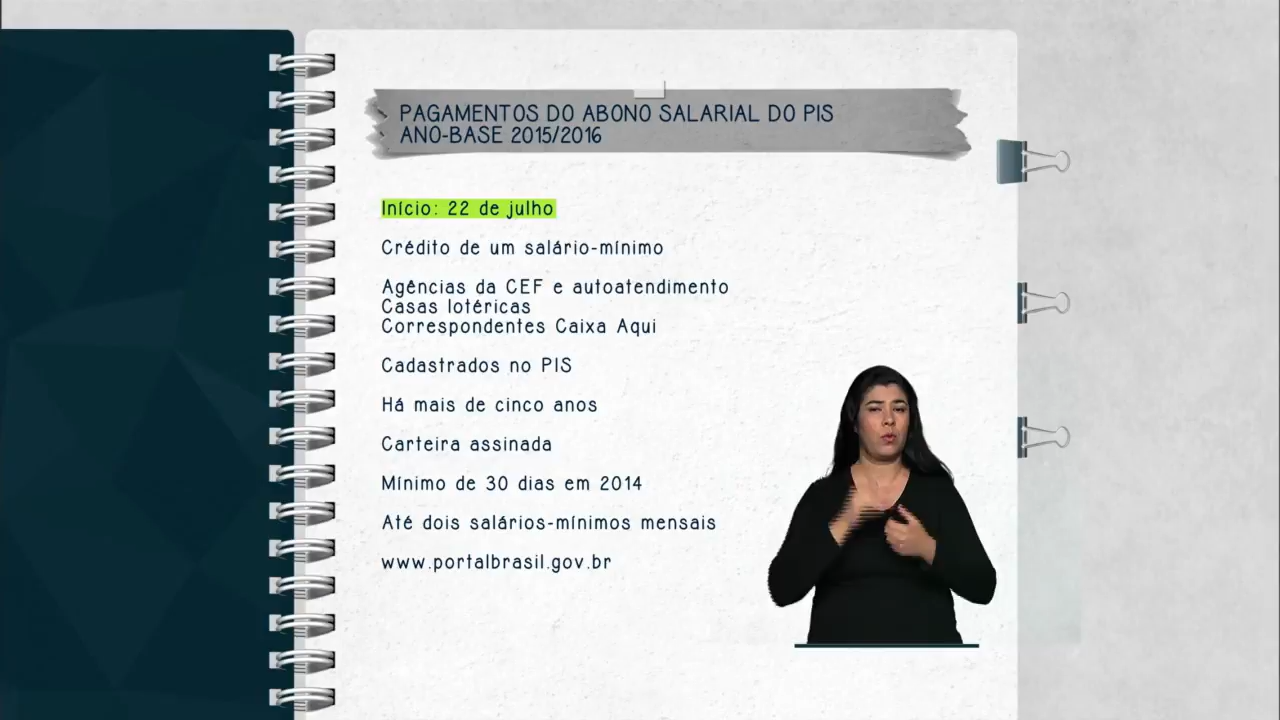 PAGAMENTOS DO ABONO SALARIAL DO PIS
ANO-BASE 2015/2016
Início: 22 de julho
Crédito de um salário-mínimo
Agências da CEF e autoatendimento
Casas lotéricas
Correspondentes Caixa Aqui
Cadastrados no PIS
Há mais de cinco anos
Carteira assinada
Mínimo de 30 dias em 2014
Até dois salários-mínimos mensais
www.portalbrasil.gov.br